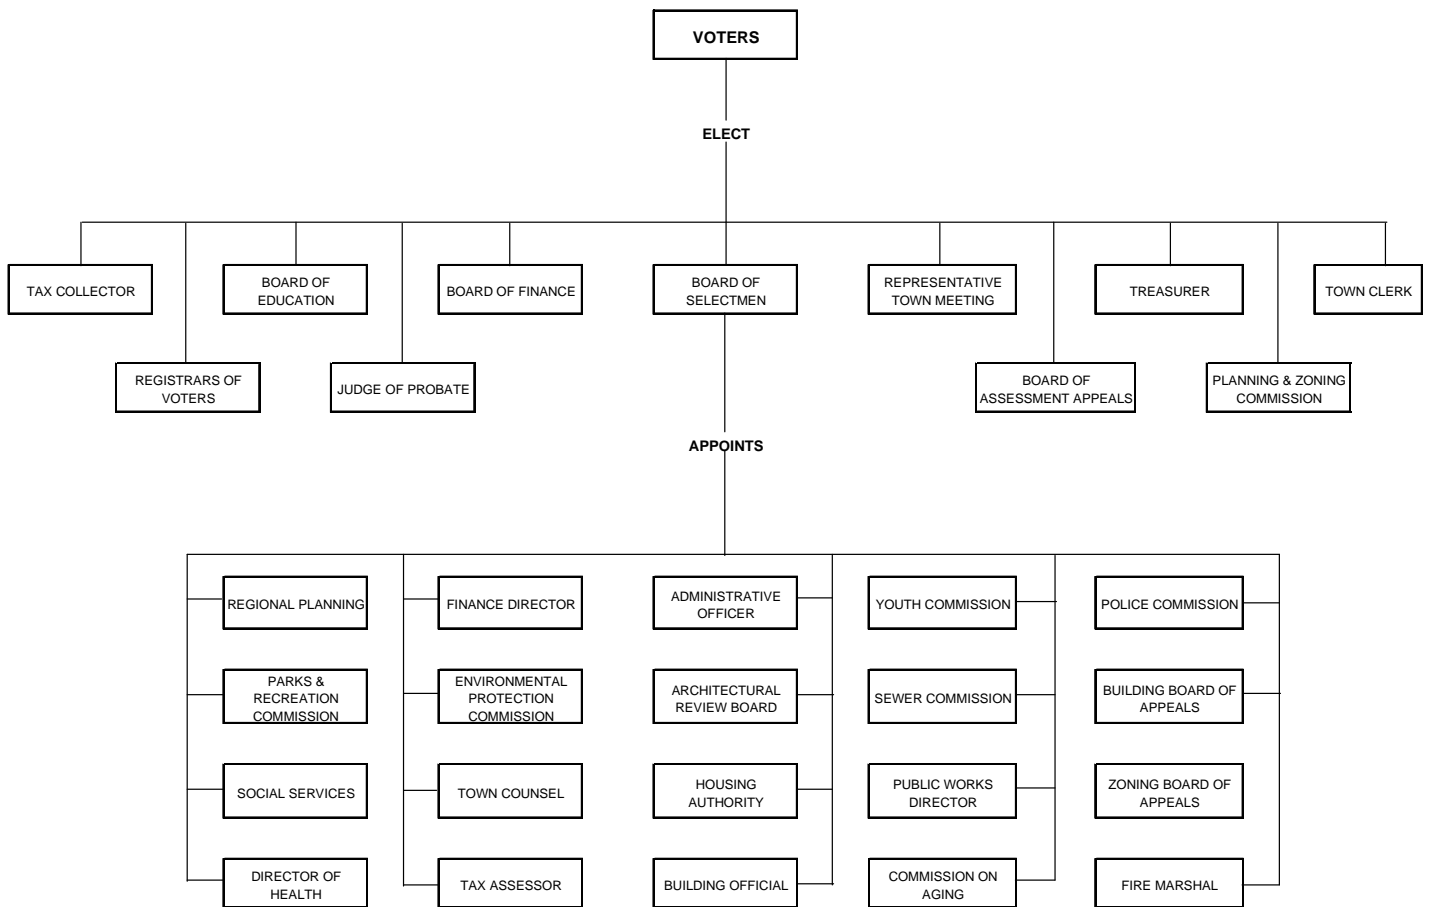 VOTERS
ELECT
TAX COLLECTOR
BOARD OF
EDUCATION
BOARD OF FINANCE
BOARD OF
SELECTMEN
REPRESENTATIVE
TOWN MEETING
TREASURER
TOWN CLERK
REGISTRARS OF
VOTERS
JUDGE OF PROBATE
BOARD OF
ASSESSMENT APPEALS
PLANNING & ZONING
COMMISSION
APPOINTS
REGIONAL PLANNING
FINANCE DIRECTOR
ADMINISTRATIVE
OFFICER
YOUTH COMMISSION
POLICE COMMISSION
PARKS &
RECREATION
COMMISSION
ENVIRONMENTAL
PROTECTION
COMMISSION
ARCHITECTURAL
REVIEW BOARD
SEWER COMMISSION
BUILDING BOARD OF
APPEALS
SOCIAL SERVICES
TOWN COUNSEL
HOUSING
AUTHORITY
PUBLIC WORKS
DIRECTOR
ZONING BOARD OF
APPEALS
DIRECTOR OF
HEALTH
TAX ASSESSOR
BUILDING OFFICIAL
COMMISSION ON
AGING
FIRE MARSHAL